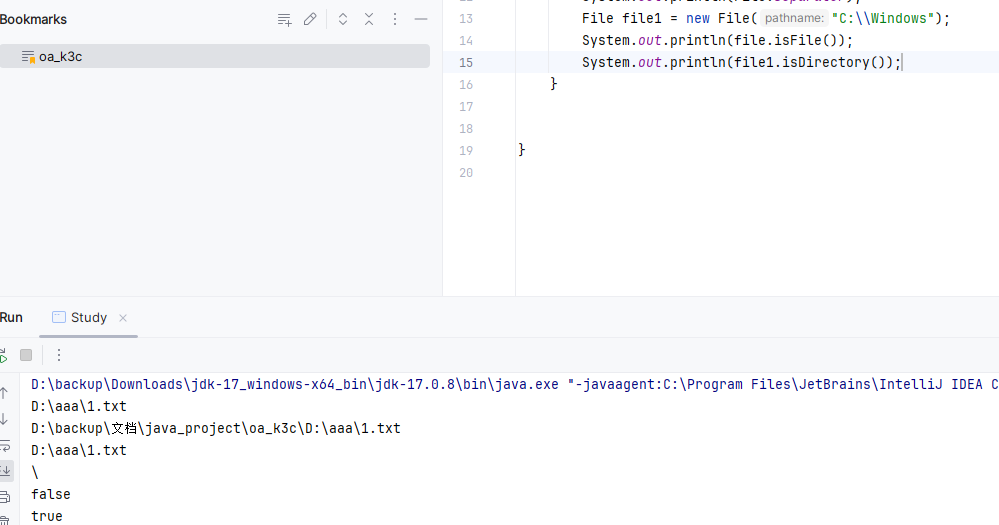 Bookmarks
oa_k3c
12
13 File file1 = new File( pathname: "C:\\Windows");
14 System.out.println(file.isFile());
15 System.out.println(file1.isDirectory());
16 }
17
18
19 }
20
Run
Study
D:\backup\Downloads\jdk-17_windows-x64_bin\jdk-17.0.8\bin\java.exe "-javaagent:C:\Program Files\JetBrains\IntelliJ IDEA C
D:\aaa\1.txt
D:\backup\文档\java_project\oa_k3c\D:\aaa\1.txt
D:\aaa\1.txt
\
false
true